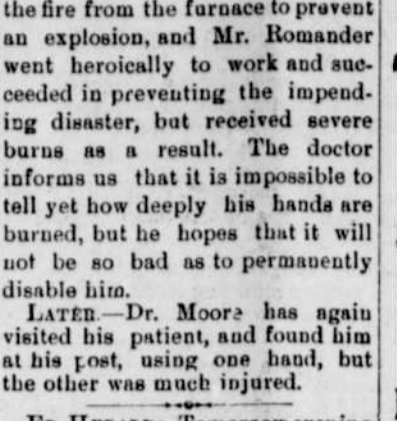 the fire from the furnace to prevent
an explosion, and Mr. Romander
went heroically to work and suc-
ceeded in preventing the impend-
ing disaster, but received severe
burns as a result. The doctor
informs us that it is impossible to
tell yet how deeply his hands are
burned, but he hopes that it will
not be so bad as to permanently
disable him.
LATER.—Dr. Moore has again
visited his patient, and found him
at his post, using one hand, but
the other was much injured.